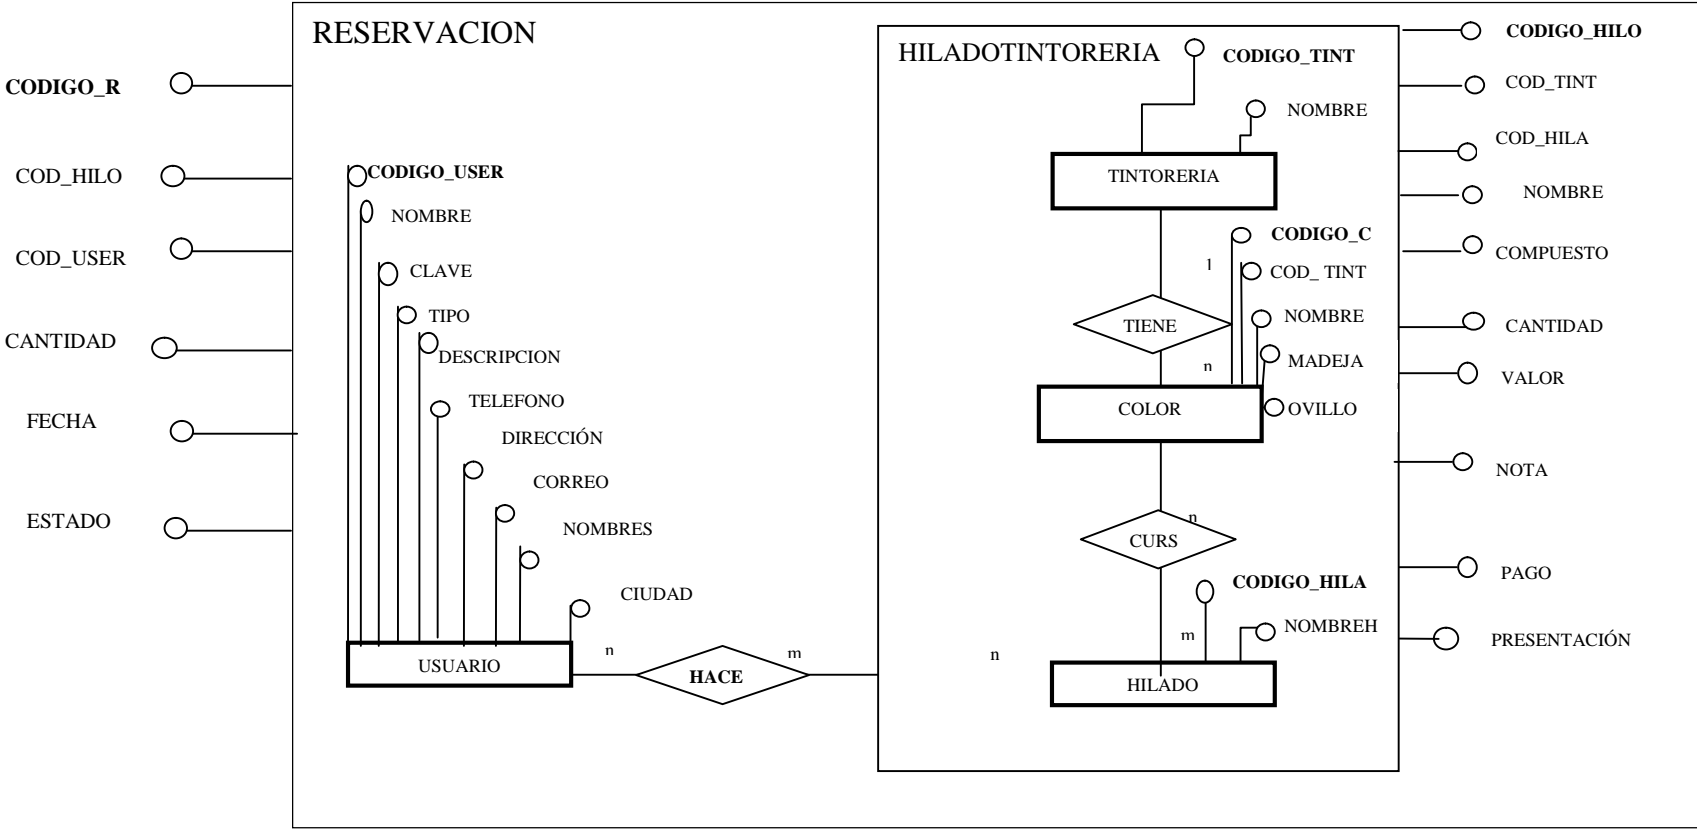 RESERVACION
CODIGO_R
COD_HILO
COD_USER
CANTIDAD
FECHA
ESTADO
CODIGO_USER
NOMBRE
CLAVE
TIPO
DESCRIPCION
TELEFONO
DIRECCIÓN
CORREO
NOMBRES
CIUDAD
USUARIO
n
HACE
m
HILADOTINTORERIA
CODIGO_TINT
NOMBRE
TINTORERIA
1
TIENE
n
CODIGO_C
COD_ TINT
NOMBRE
MADEJA
OVILLO
COLOR
n
CURS
CODIGO_HILA
m
NOMBREH
n
HILADO
CODIGO_HILO
COD_TINT
COD_HILA
NOMBRE
COMPUESTO
CANTIDAD
VALOR
NOTA
PAGO
PRESENTACIÓN